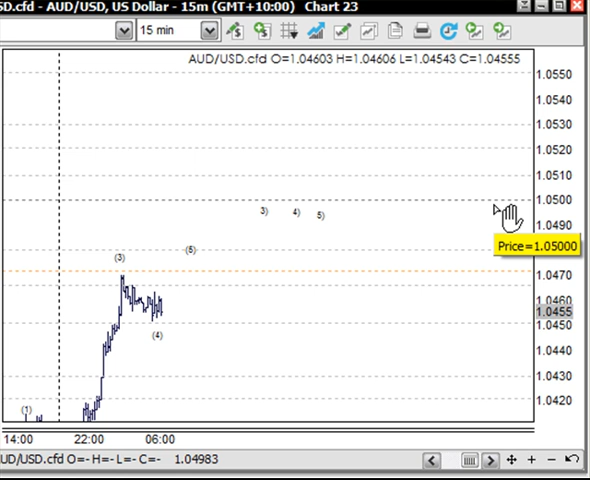 SD.cfd - AUD/USD, US Dollar - 15m (GMT+10:00) Chart 23
15 min
AUD/USD.cfd O=1.04603 H=1.04606 L=1.04543 C=1.04555
1.0550
1.0540
1.0530
1.0520
1.0510
1.0500
3) 4) 5)
1.0490
Price=1.05000
(3) (5)
1.0470
1.0460
1.0455
1.0450
(4)
1.0440
1.0430
1.0420
(1)
14:00 22:00 06:00
UD/USD.cfd O=- H=- L=- C=- 1.04983